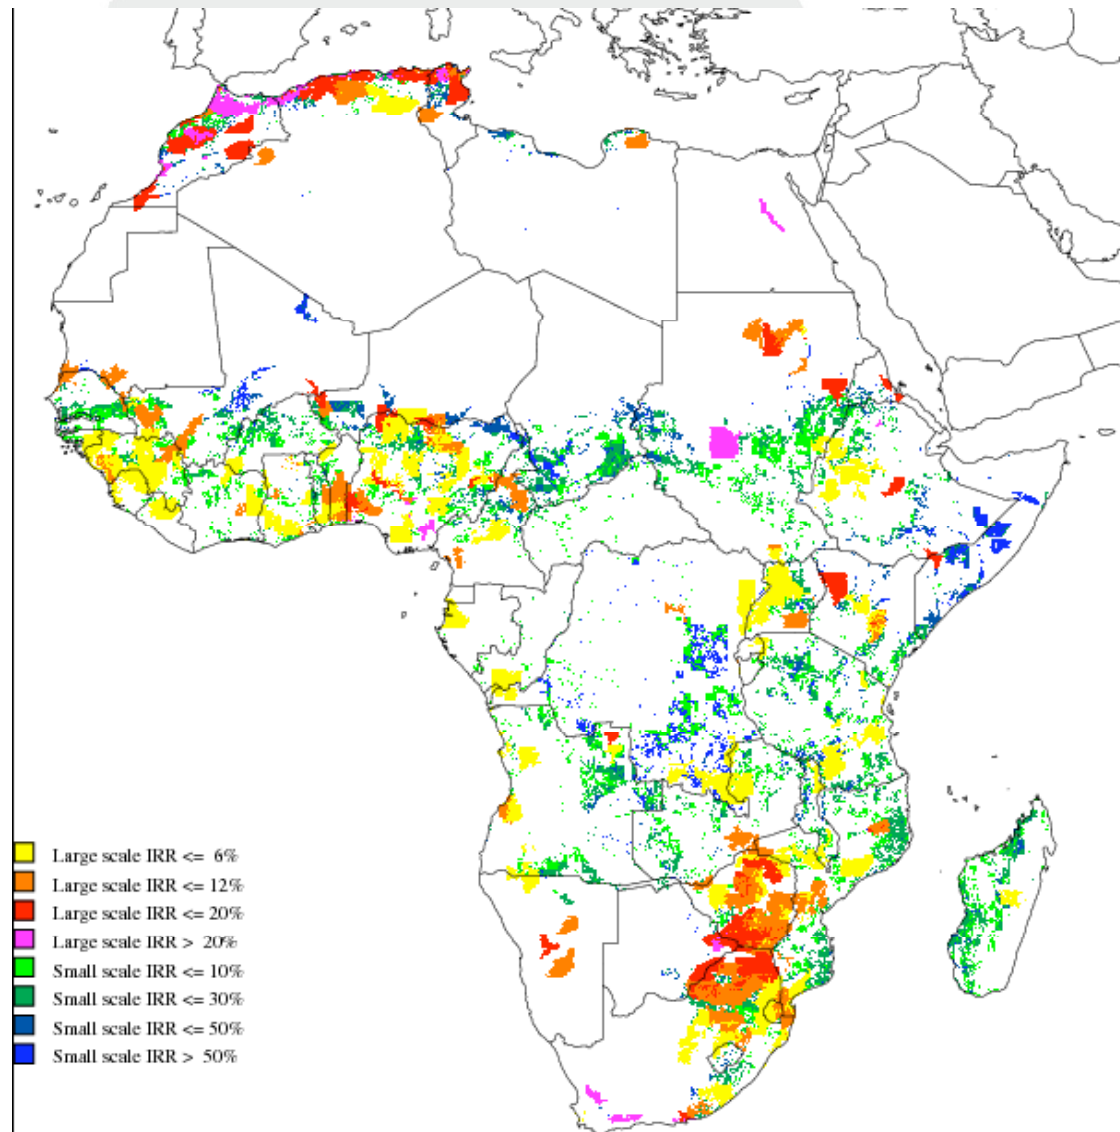 Large scale IRR <= 6%
Large scale IRR <= 12%
Large scale IRR <= 20%
Large scale IRR > 20%
Small scale IRR <= 10%
Small scale IRR <= 30%
Small scale IRR <= 50%
Small scale IRR > 50%